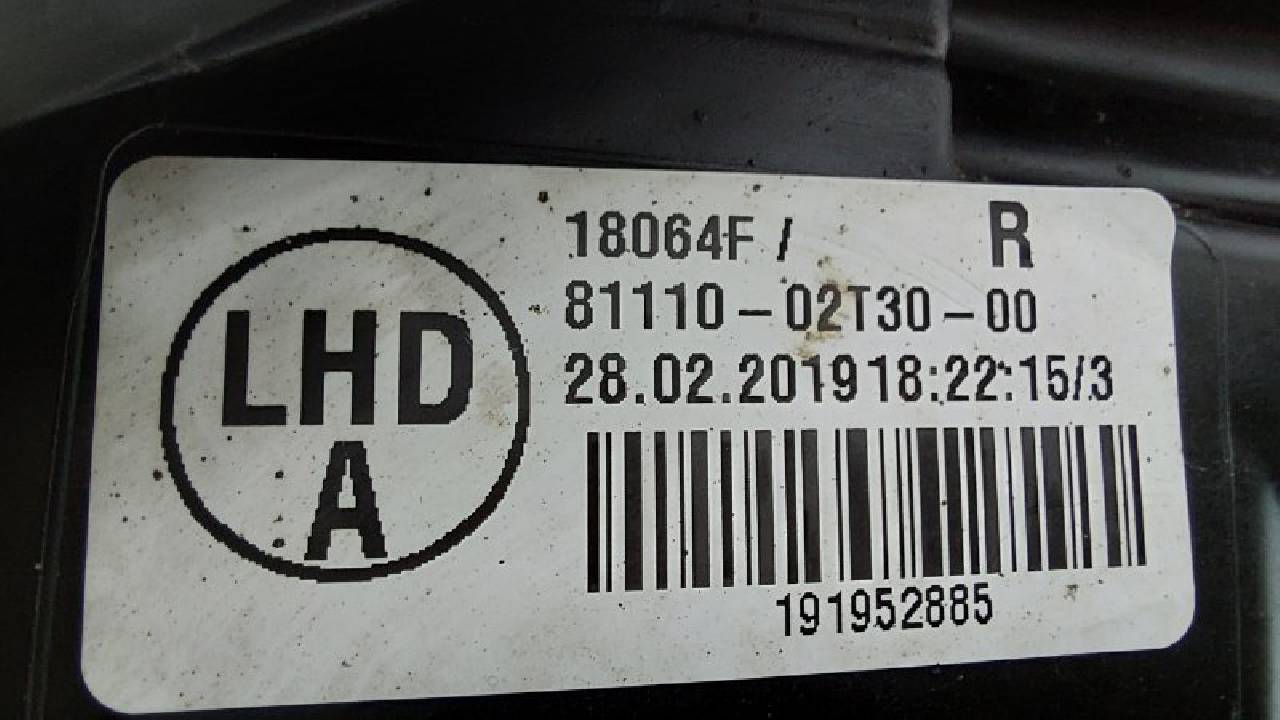 LHD
A
18064F / R
81110-02T30-00
28.02.2019 18:22:15/3
191952885